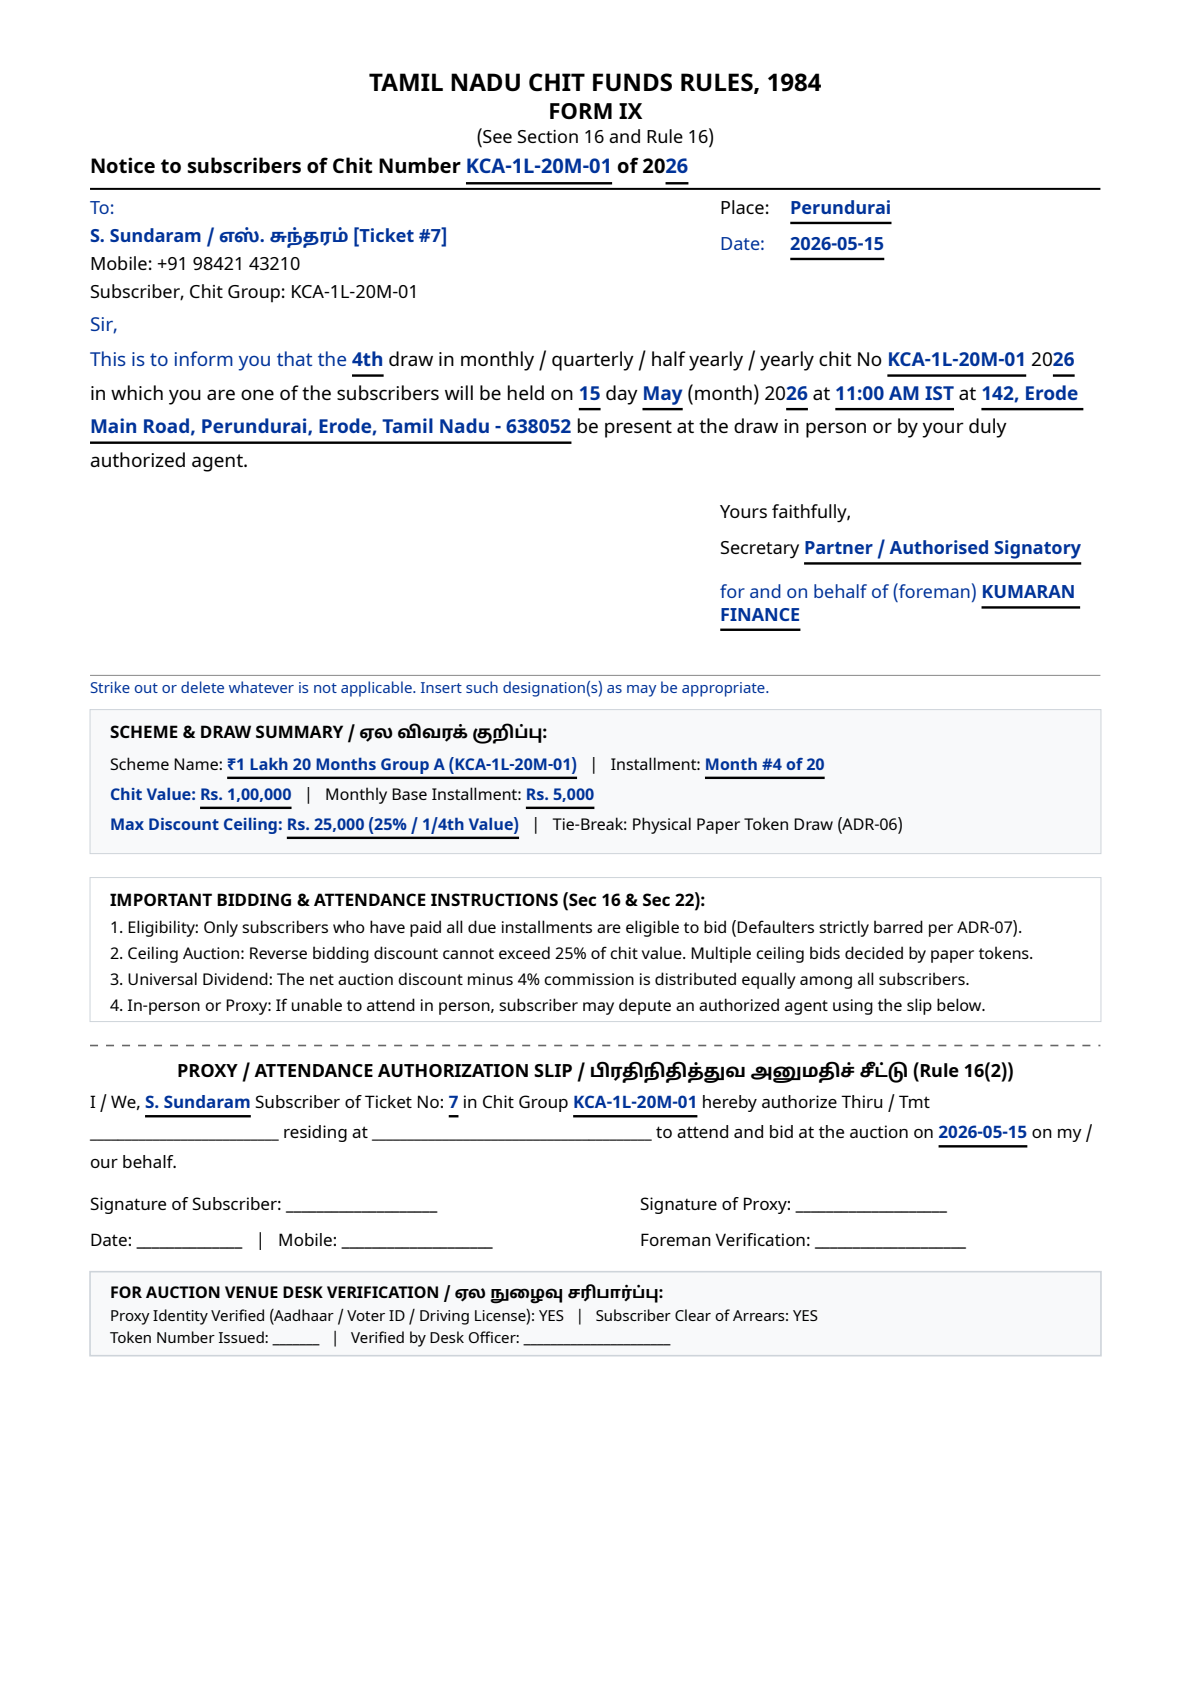 TAMIL NADU CHIT FUNDS RULES, 1984
FORM IX
(See Section 16 and Rule 16)
Notice to subscribers of Chit Number KCA-1L-20M-01 of 2026
To:
S. Sundaram / எஸ். சுந்தரம் [Ticket #7]
Mobile: +91 98421 43210
Subscriber, Chit Group: KCA-1L-20M-01
Place: Perundurai
Date: 2026-05-15
Sir,
This is to inform you that the 4th draw in monthly / quarterly / half yearly / yearly chit No KCA-1L-20M-01 2026
in which you are one of the subscribers will be held on 15 day May (month) 2026 at 11:00 AM IST at 142, Erode
Main Road, Perundurai, Erode, Tamil Nadu - 638052 be present at the draw in person or by your duly
authorized agent.
Yours faithfully,
Secretary Partner / Authorised Signatory
for and on behalf of (foreman) KUMARAN
FINANCE
Strike out or delete whatever is not applicable. Insert such designation(s) as may be appropriate.
SCHEME & DRAW SUMMARY / ஏல விவரக் குறிப்பு:
Scheme Name: ₹1 Lakh 20 Months Group A (KCA-1L-20M-01) | Installment: Month #4 of 20
Chit Value: Rs. 1,00,000 | Monthly Base Installment: Rs. 5,000
Max Discount Ceiling: Rs. 25,000 (25% / 1/4th Value) | Tie-Break: Physical Paper Token Draw (ADR-06)
IMPORTANT BIDDING & ATTENDANCE INSTRUCTIONS (Sec 16 & Sec 22):
1. Eligibility: Only subscribers who have paid all due installments are eligible to bid (Defaulters strictly barred per ADR-07).
2. Ceiling Auction: Reverse bidding discount cannot exceed 25% of chit value. Multiple ceiling bids decided by paper tokens.
3. Universal Dividend: The net auction discount minus 4% commission is distributed equally among all subscribers.
4. In-person or Proxy: If unable to attend in person, subscriber may depute an authorized agent using the slip below.
PROXY / ATTENDANCE AUTHORIZATION SLIP / பிரதிநிதித்துவ அனுமதிச் சீட்டு (Rule 16(2))
I / We, S. Sundaram Subscriber of Ticket No: 7 in Chit Group KCA-1L-20M-01 hereby authorize Thiru / Tmt
____________________ residing at ______________________________ to attend and bid at the auction on 2026-05-15 on my /
our behalf.
Signature of Subscriber: __________________ Signature of Proxy: __________________
Date: ____________ | Mobile: __________________ Foreman Verification: __________________
FOR AUCTION VENUE DESK VERIFICATION / ஏல நுழைவு சரிபார்ப்பு:
Proxy Identity Verified (Aadhaar / Voter ID / Driving License): YES | Subscriber Clear of Arrears: YES
Token Number Issued: ______ | Verified by Desk Officer: ____________________